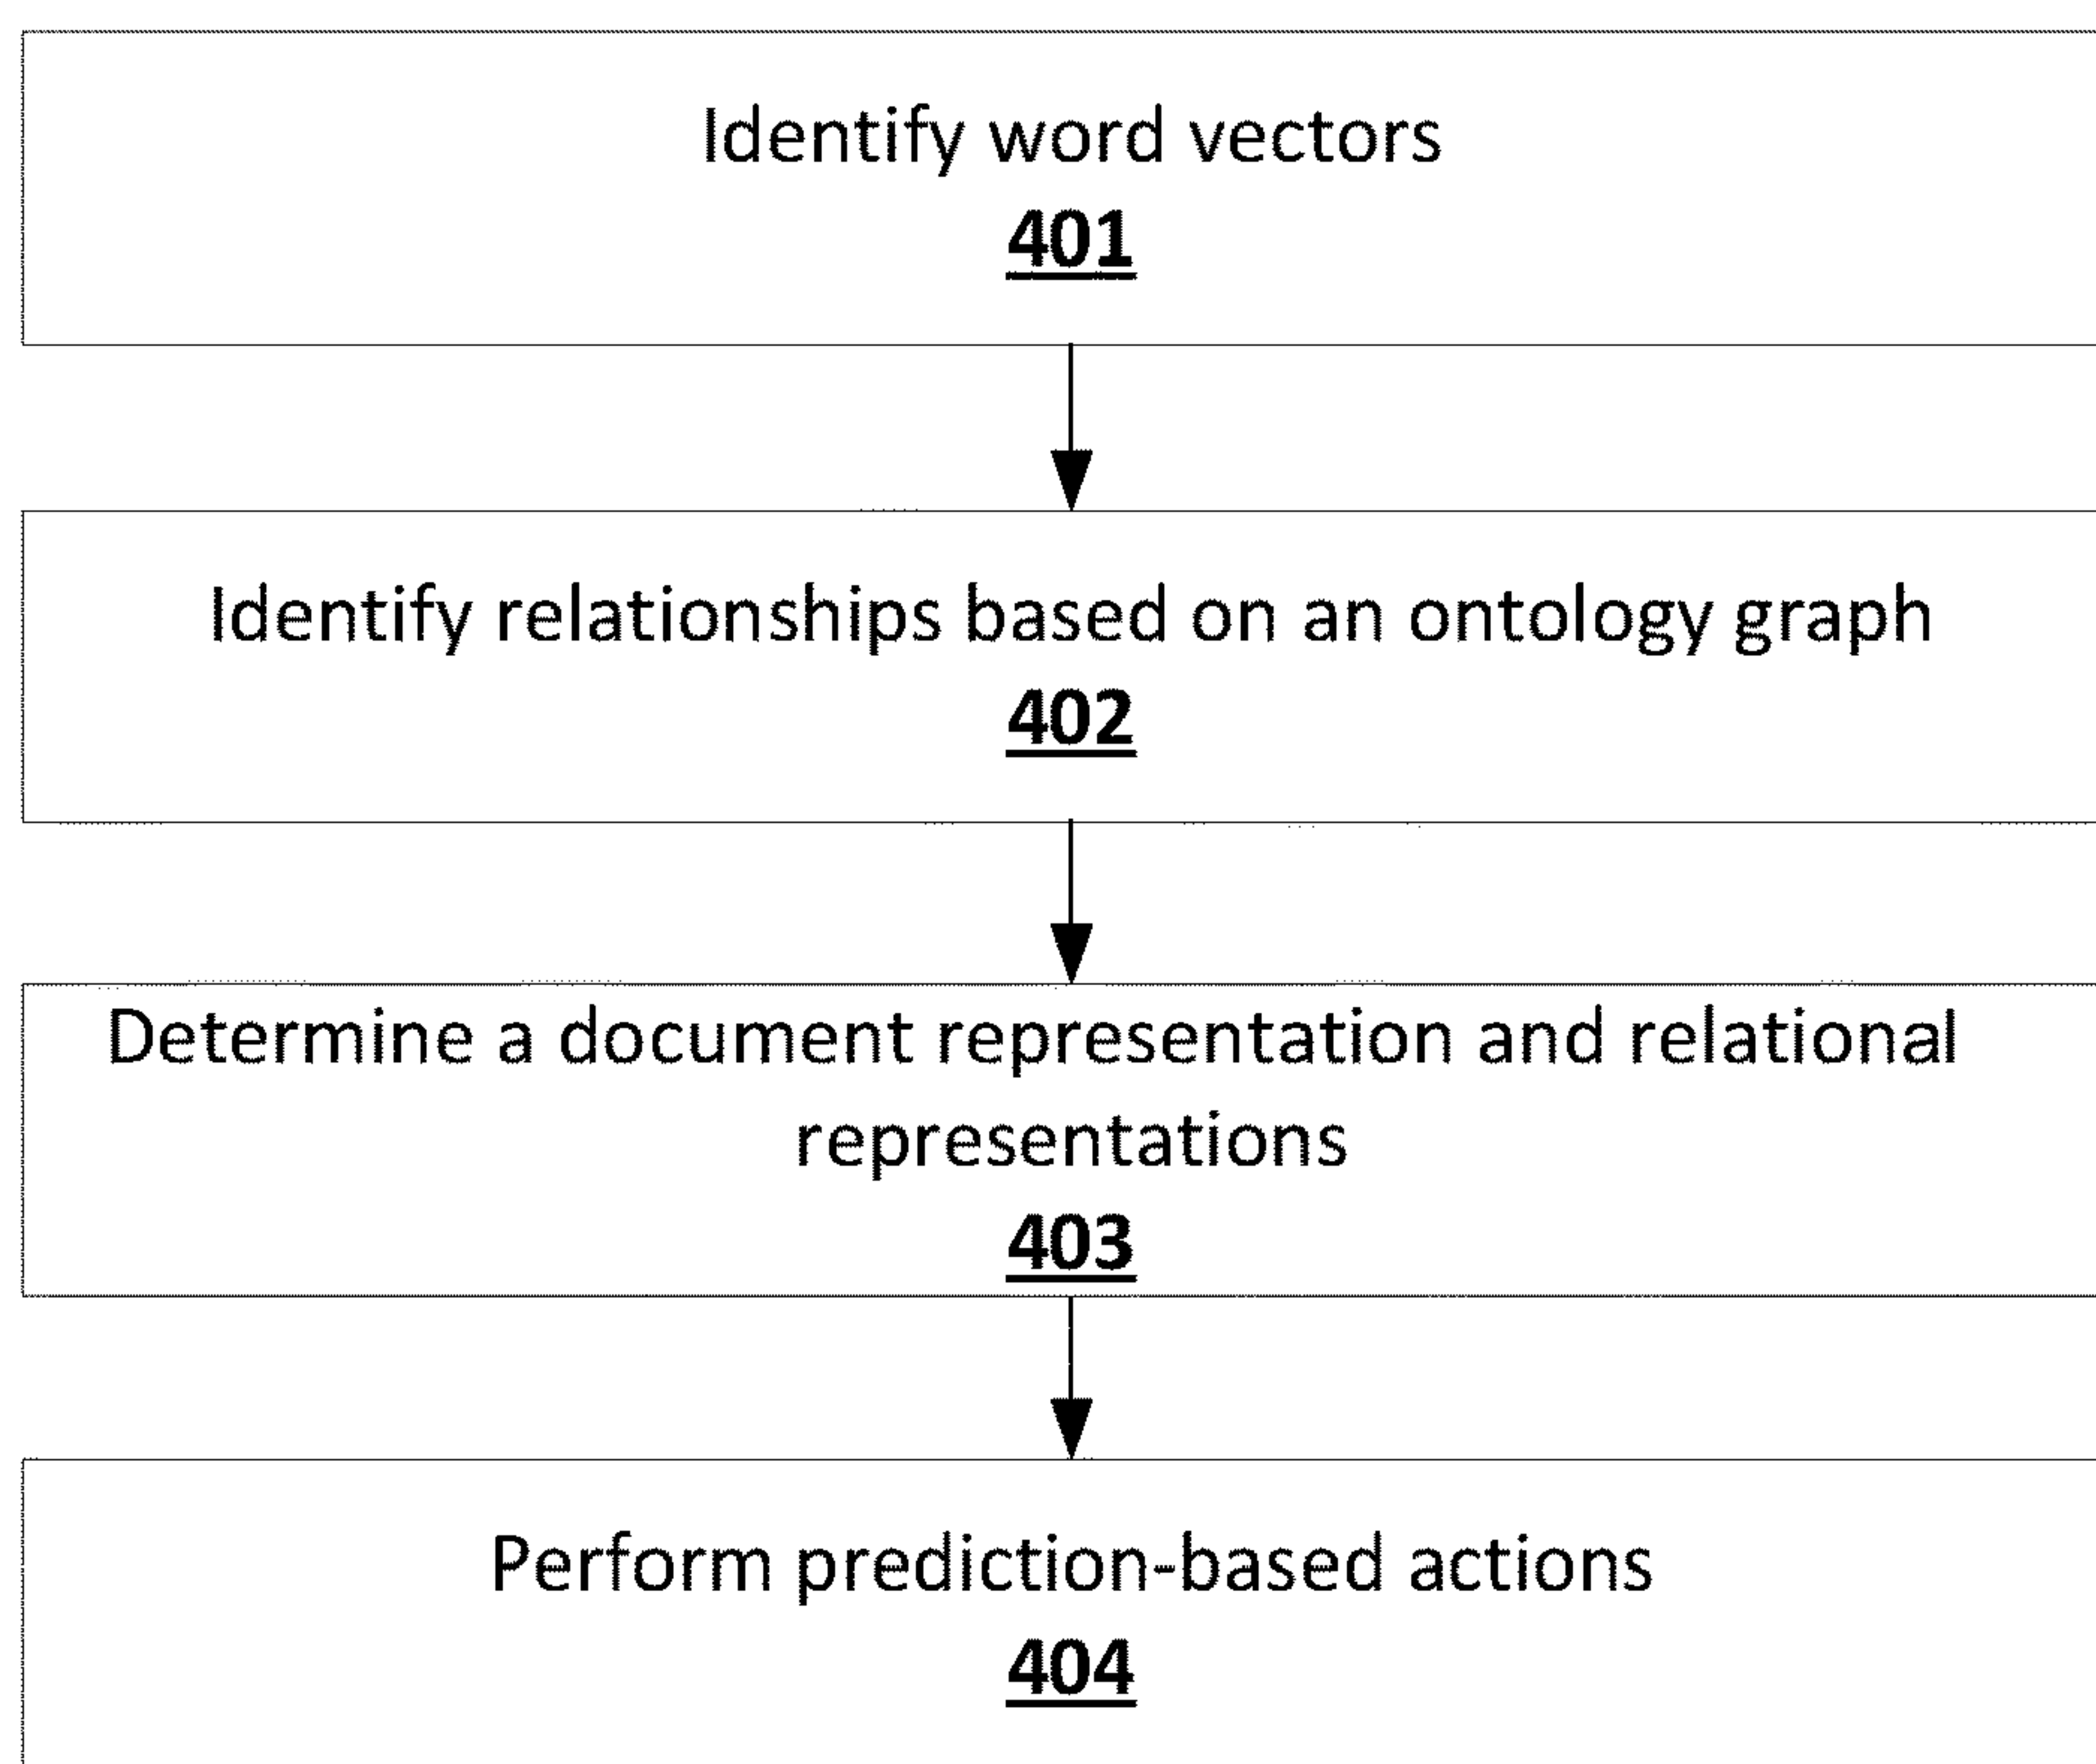 Identify word vectors
401
Identify relationships based on an ontology graph
402
Determine a document representation and relational
representations
403
Perform prediction-based actions
404